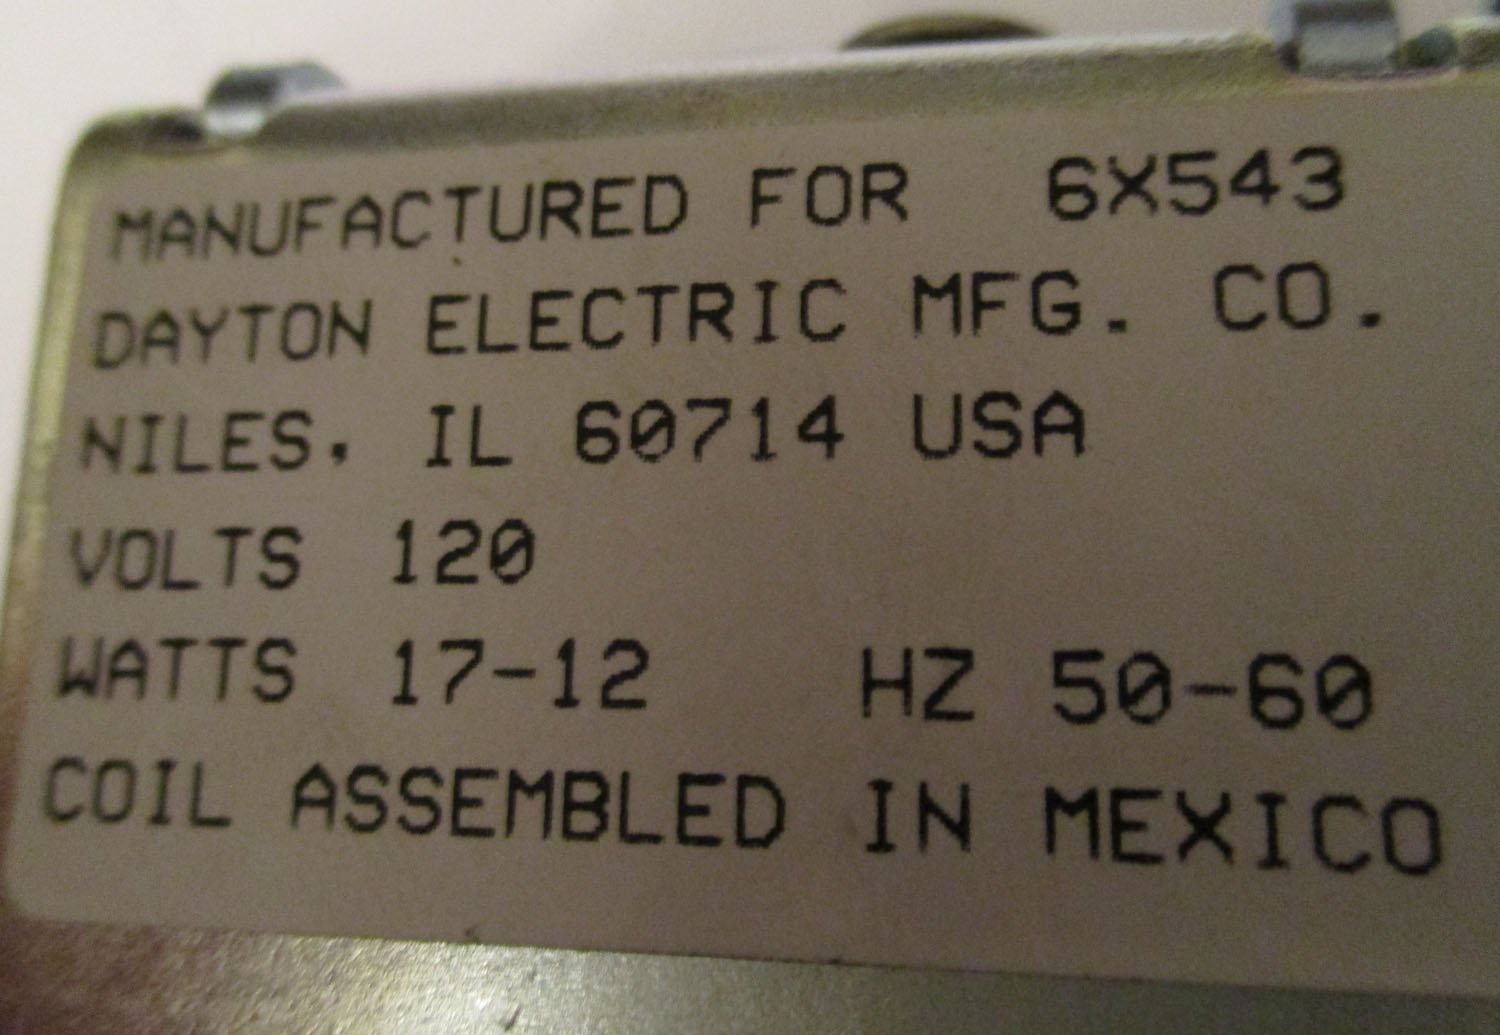 MANUFACTURED FOR 6X543
DAYTON ELECTRIC MFG. CO.
NILES, IL 60714 USA
VOLTS 120
WATTS 17-12 HZ 50-60
COIL ASSEMBLED IN MEXICO